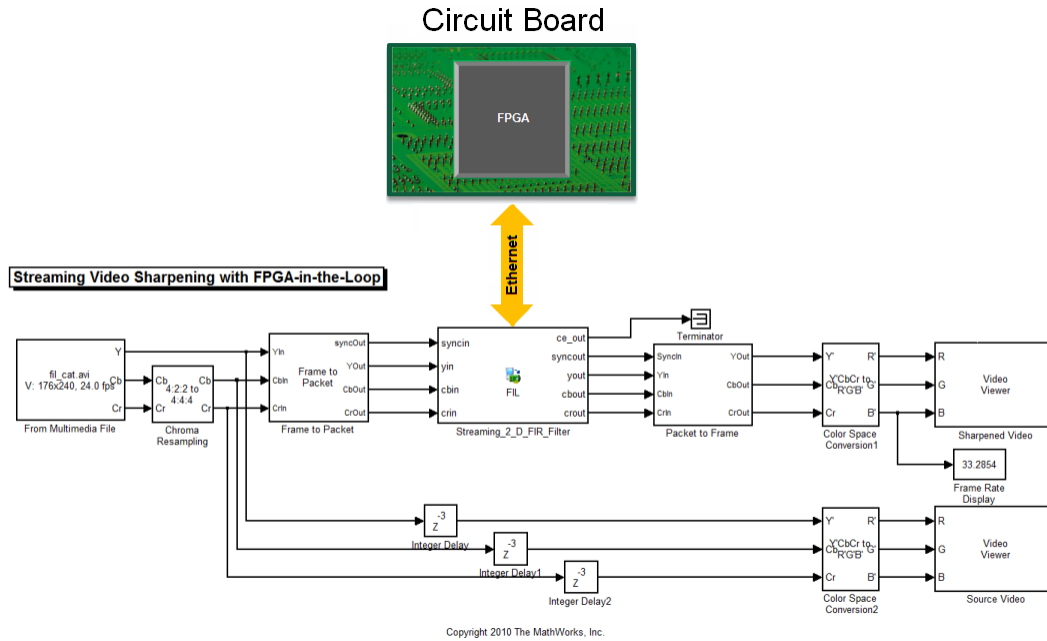 Circuit Board
FPGA
Ethernet
Streaming Video Sharpening with FPGA-in-the-Loop
fil_cat.avi
V: 176x240, 24.0 fps
Y
Cb
Cr
From Multimedia File
Cb
Cr
4:2:2 to
4:4:4
Cb
Cr
Chroma
Resampling
YIn
CbIn
CrIn
Frame to
Packet
syncOut
YOut
CbOut
CrOut
Frame to Packet
syncin
yin
cbin
crin
FIL
ce_out
syncout
yout
cbout
crout
Streaming_2_D_FIR_Filter
Terminator
SyncIn
YIn
CbIn
CrIn
YOut
CbOut
CrOut
Packet to Frame
Y'
Cb
Cr
Y'CbCr to
R'G'B'
R'
G'
B'
Color Space
Conversion1
R
G
B
Video
Viewer
Sharpened Video
33.2854
Frame Rate
Display
-3
Z
Integer Delay
-3
Z
Integer Delay1
-3
Z
Integer Delay2
Y'
Cb
Cr
Y'CbCr to
R'G'B'
R'
G'
B'
Color Space
Conversion2
R
G
B
Video
Viewer
Source Video
Copyright 2010 The MathWorks, Inc.